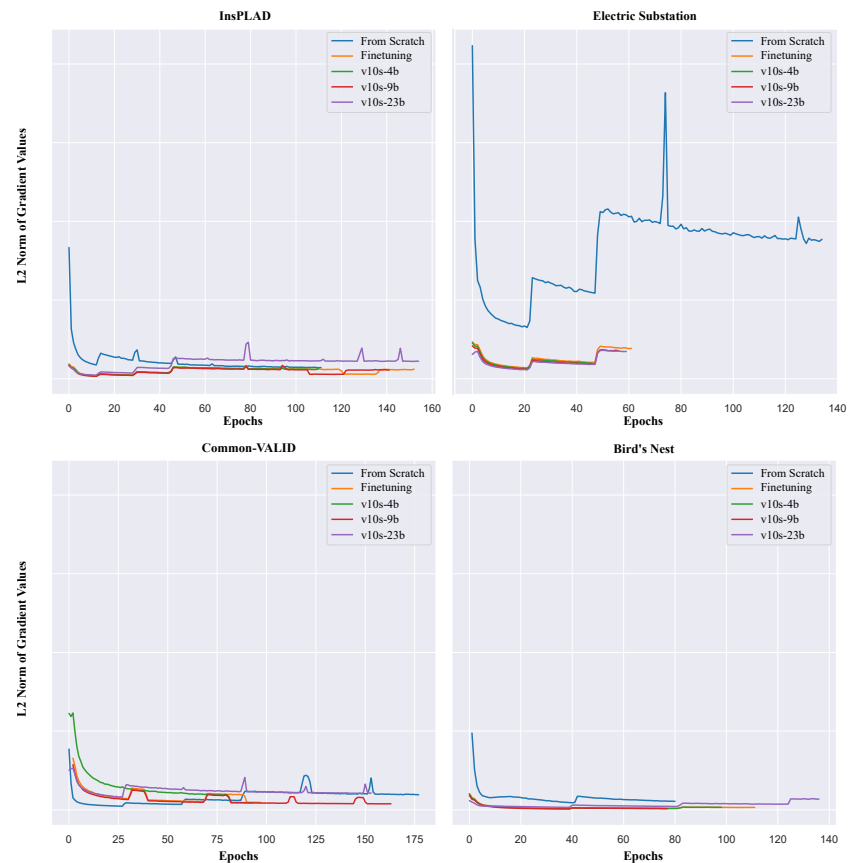 InsPLAD
From Scratch
Finetuning
v10s-4b
v10s-9b
v10s-23b
L2 Norm of Gradient Values
0 20 40 60 80 100 120 140 160
Epochs
Electric Substation
From Scratch
Finetuning
v10s-4b
v10s-9b
v10s-23b
0 20 40 60 80 100 120 140
Epochs
Common-VALID
From Scratch
Finetuning
v10s-4b
v10s-9b
v10s-23b
L2 Norm of Gradient Values
0 25 50 75 100 125 150 175
Epochs
Bird's Nest
From Scratch
Finetuning
v10s-4b
v10s-9b
v10s-23b
0 20 40 60 80 100 120 140
Epochs